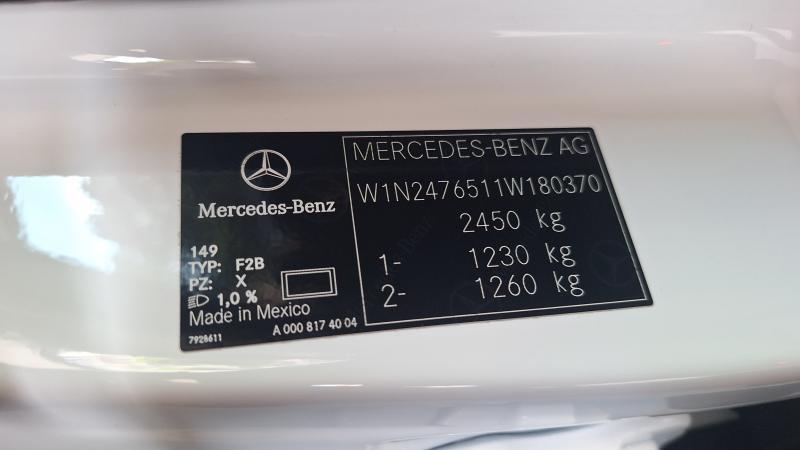 Mercedes-Benz
149
TYP: F2B
PZ: X
1,0 %
Made in Mexico
7928611
A 000 817 40 04
MERCEDES-BENZ AG
W1N2476511W180370
2450 kg
1- 1230 kg
2- 1260 kg